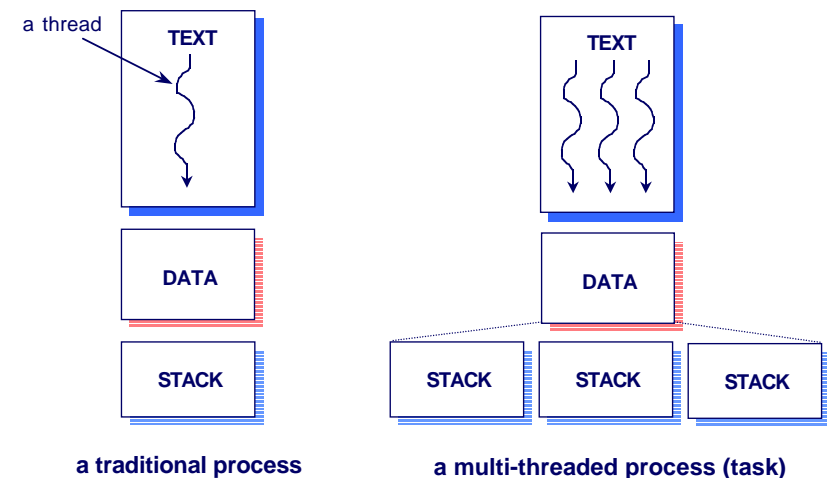 a thread
TEXT
DATA
STACK
a traditional process
TEXT
DATA
STACK
STACK
STACK
a multi-threaded process (task)